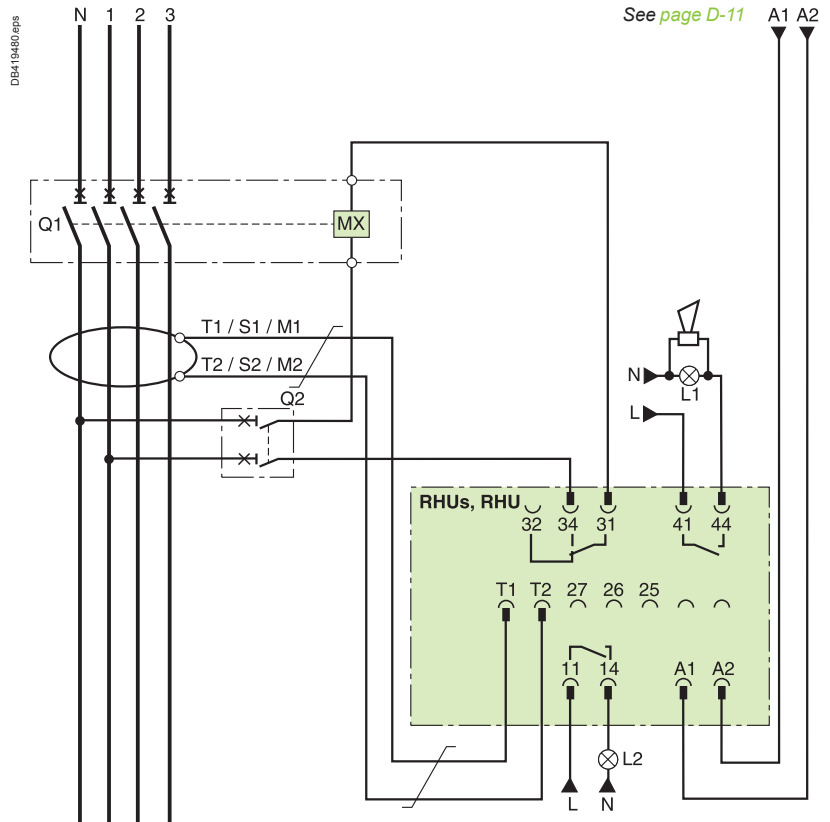 DB419480.eps
N 1 2 3
See page D-11
A1 A2
Q1
MX
T1 / S1 / M1
T2 / S2 / M2
Q2
N
L1
L
RHUs, RHU
32 34 31 41 44
T1 T2 27 26 25
11 14 A1 A2
L2
L N